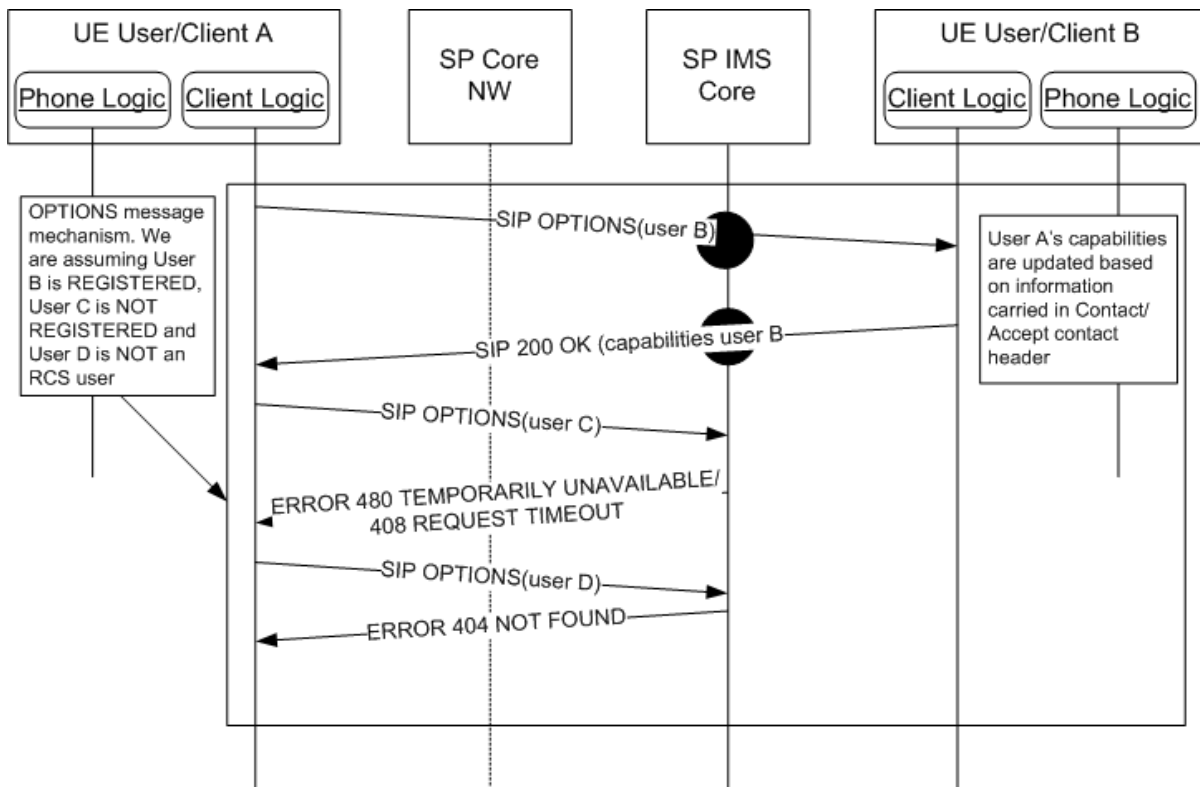 UE User/Client A
Phone Logic
Client Logic
SP Core
NW
SP IMS
Core
UE User/Client B
Client Logic
Phone Logic
OPTIONS message
mechanism. We
are assuming User
B is REGISTERED,
User C is NOT
REGISTERED and
User D is NOT an
RCS user
SIP OPTIONS(user B)
User A's capabilities
are updated based
on information
carried in Contact/
Accept contact
header
SIP 200 OK (capabilities user B
SIP OPTIONS(user C)
ERROR 480 TEMPORARILY UNAVAILABLE/
408 REQUEST TIMEOUT
SIP OPTIONS(user D)
ERROR 404 NOT FOUND